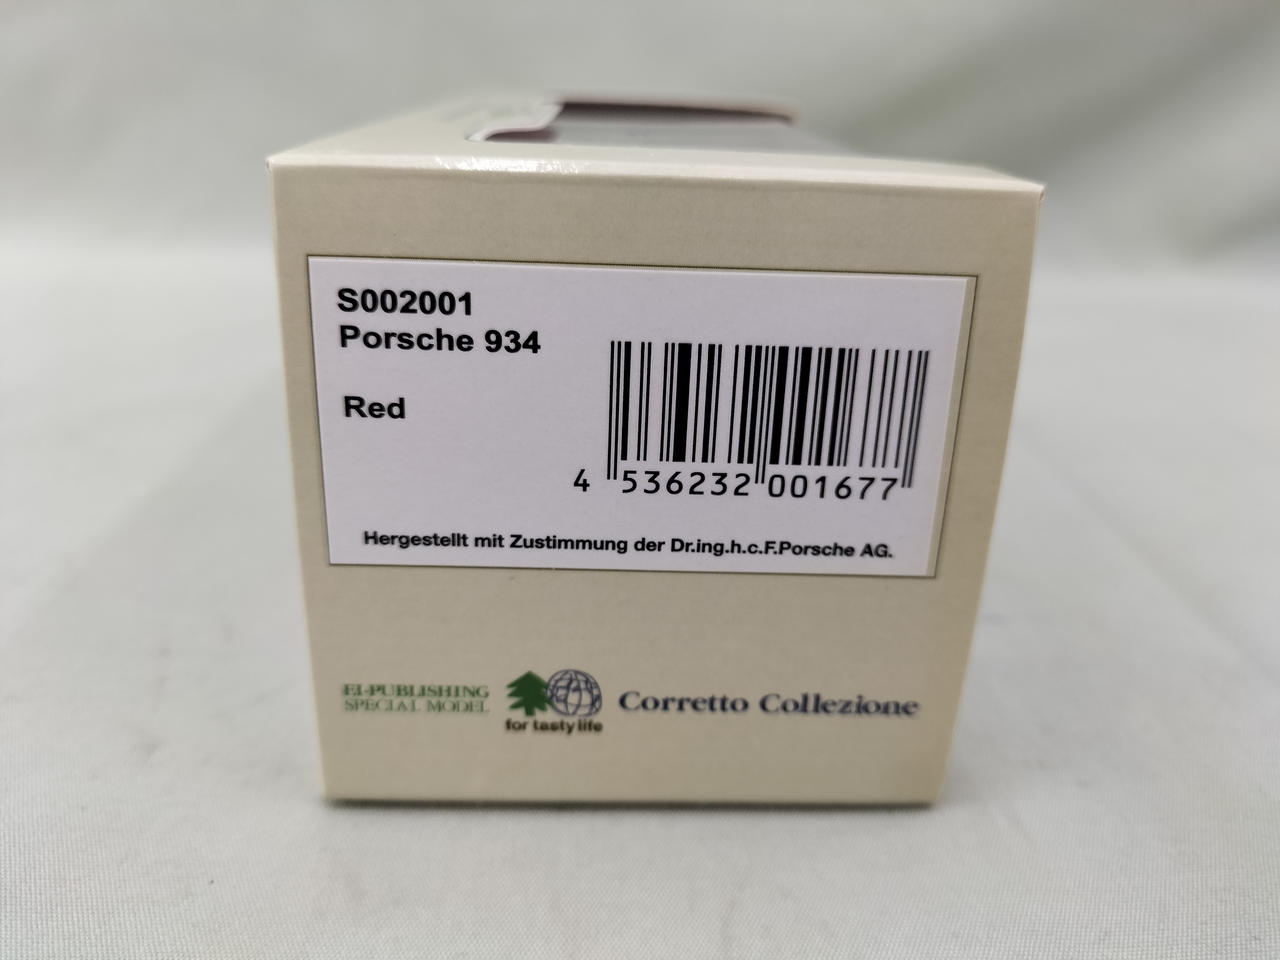 S002001
Porsche 934
Red
4 536232 001677
Hergestellt mit Zustimmung der Dr.ing.h.c.F.Porsche AG.
EI-PUBLISHING
SPECIAL MODEL
for tasty life
Corretto Collezione